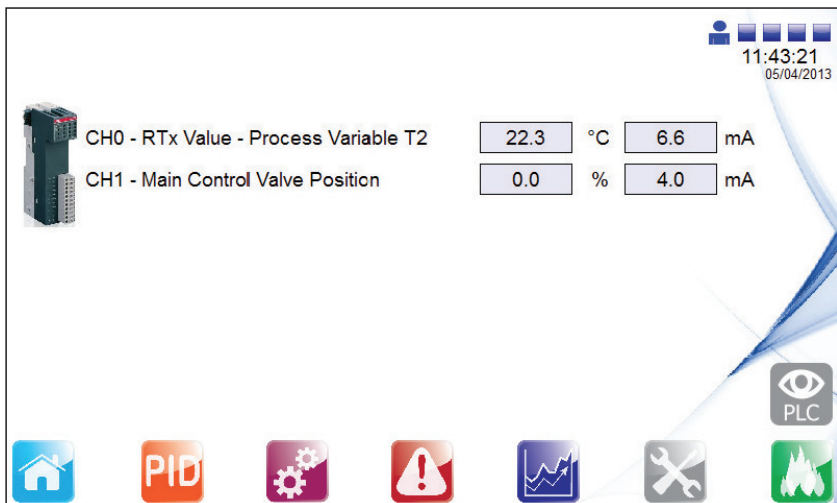 11:43:21
05/04/2013
CH0 - RTx Value - Process Variable T2 22.3 °C 6.6 mA
CH1 - Main Control Valve Position 0.0 % 4.0 mA
PLC
PID